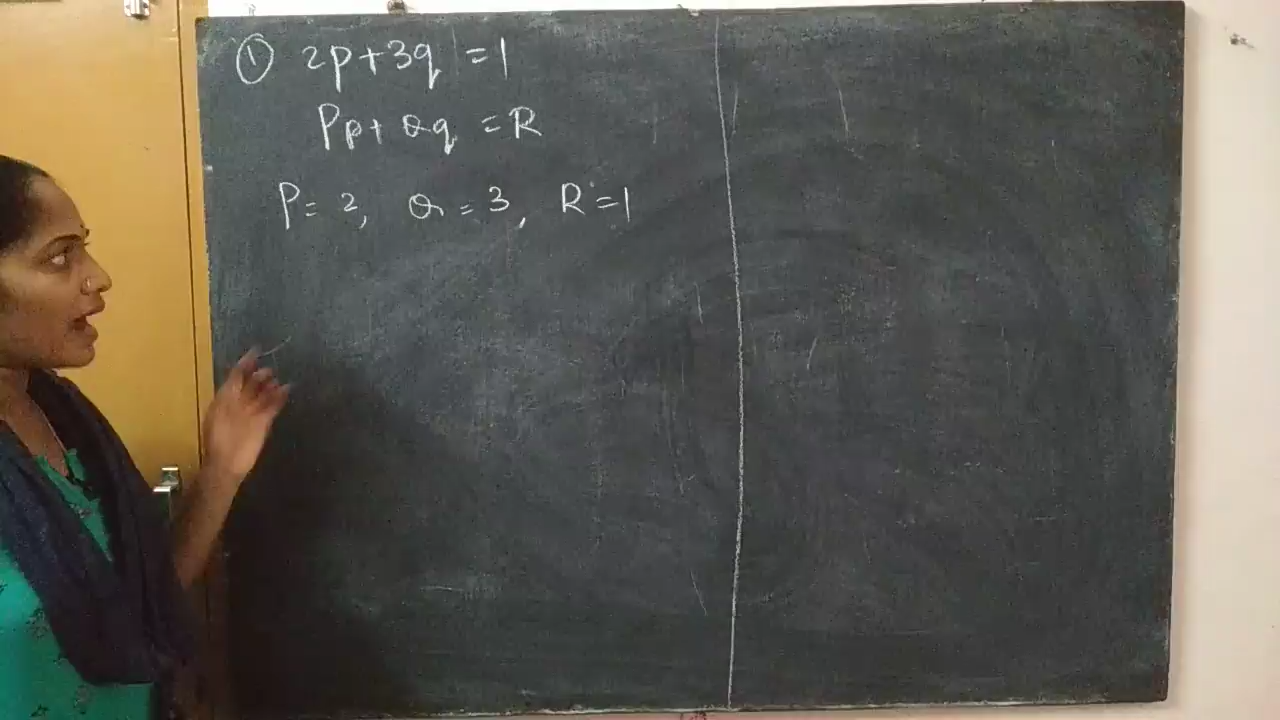 ① 2p+3q =1
Pp+Qq =R
P= 2, Q=3, R=1